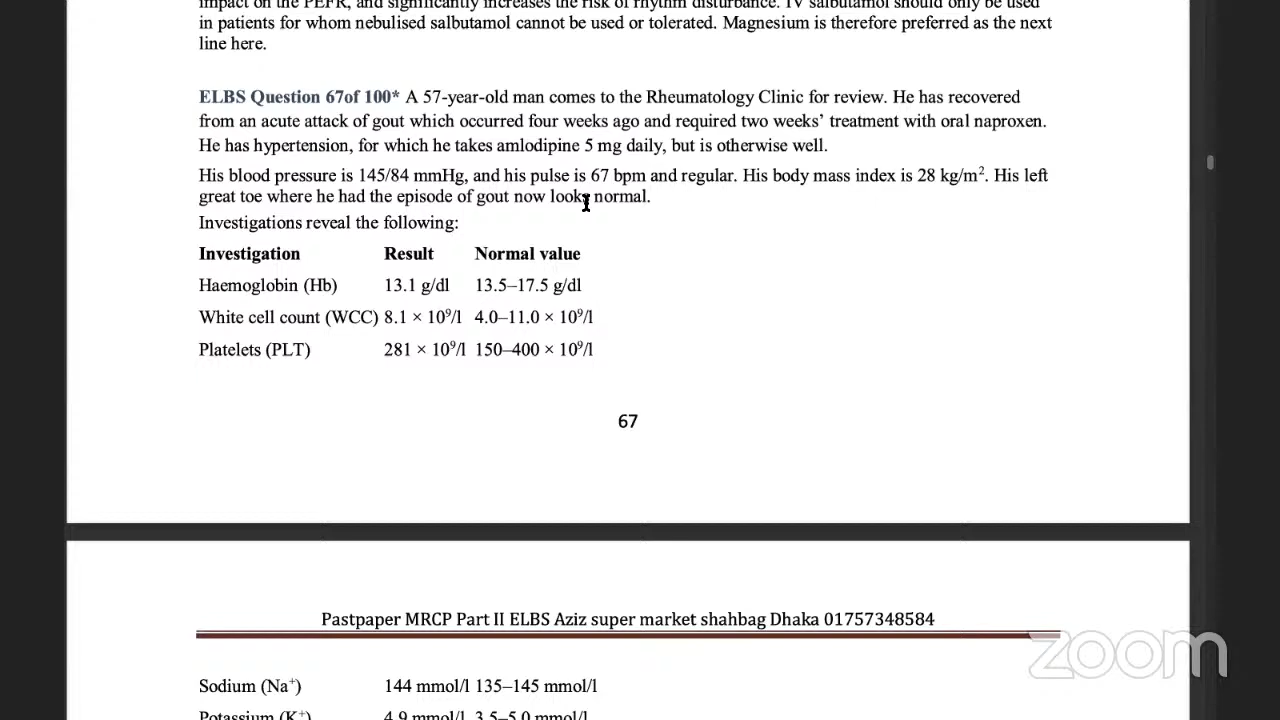 impact on the PEFR, and significantly increases the risk of rhythm disturbance. IV salbutamol should only be used
in patients for whom nebulised salbutamol cannot be used or tolerated. Magnesium is therefore preferred as the next
line here.
ELBS Question 67of 100* A 57-year-old man comes to the Rheumatology Clinic for review. He has recovered
from an acute attack of gout which occurred four weeks ago and required two weeks’ treatment with oral naproxen.
He has hypertension, for which he takes amlodipine 5 mg daily, but is otherwise well.
His blood pressure is 145/84 mmHg, and his pulse is 67 bpm and regular. His body mass index is 28 kg/m². His left
great toe where he had the episode of gout now looks normal.
Investigations reveal the following:
Investigation Result Normal value
Haemoglobin (Hb) 13.1 g/dl 13.5–17.5 g/dl
White cell count (WCC) 8.1 × 10⁹/l 4.0–11.0 × 10⁹/l
Platelets (PLT) 281 × 10⁹/l 150–400 × 10⁹/l
67
Pastpaper MRCP Part II ELBS Aziz super market shahbag Dhaka 01757348584
zoom
Sodium (Na⁺) 144 mmol/l 135–145 mmol/l
Potassium (K⁺) 4.9 mmol/l 3.5–5.0 mmol/l